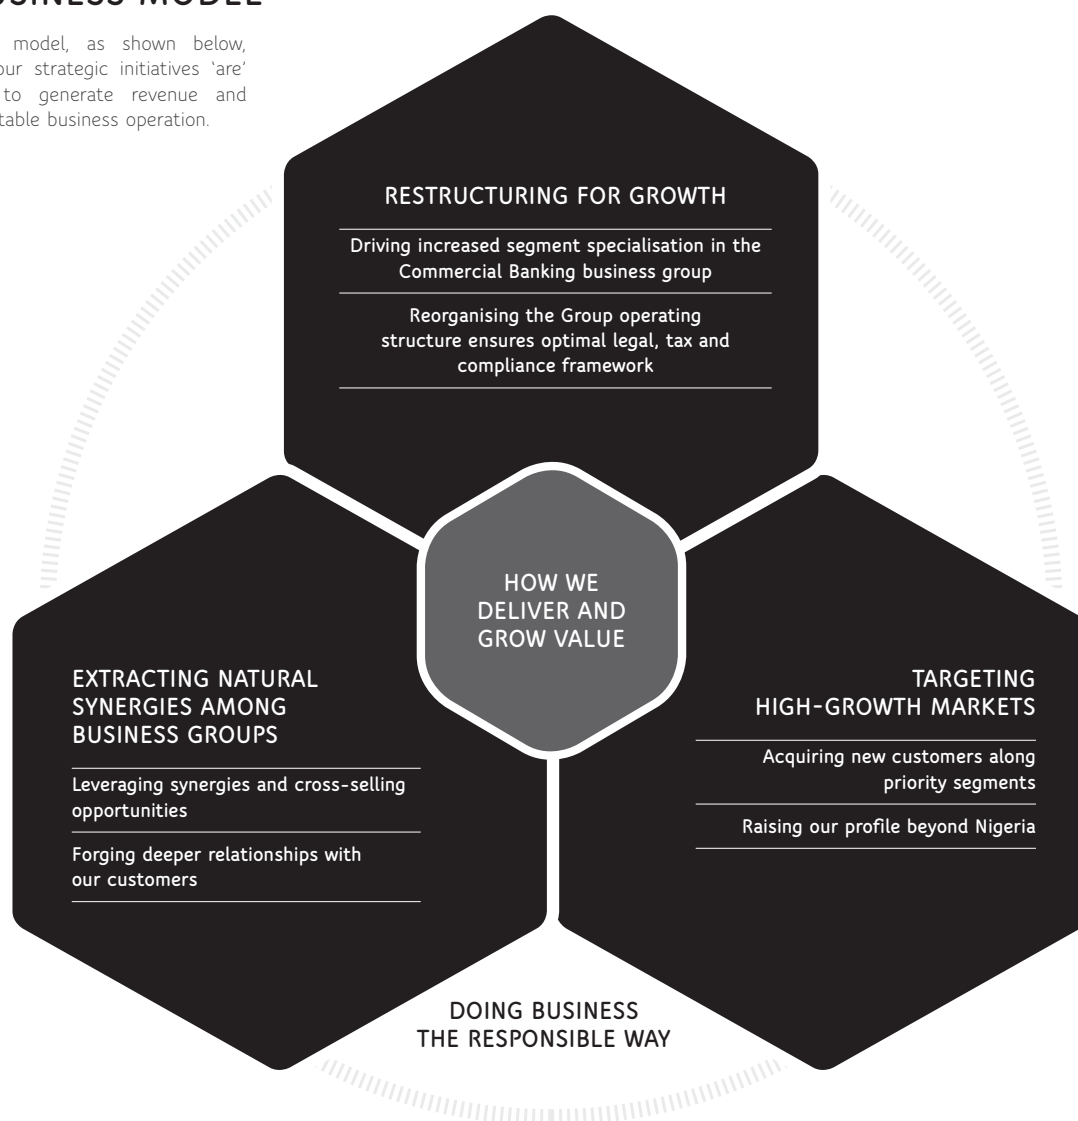 BUSINESS MODEL
model, as shown below,
our strategic initiatives ‘are’
to generate revenue and
table business operation.
RESTRUCTURING FOR GROWTH
Driving increased segment specialisation in the
Commercial Banking business group
Reorganising the Group operating
structure ensures optimal legal, tax and
compliance framework
HOW WE
DELIVER AND
GROW VALUE
EXTRACTING NATURAL
SYNERGIES AMONG
BUSINESS GROUPS
Leveraging synergies and cross-selling
opportunities
Forging deeper relationships with
our customers
TARGETING
HIGH-GROWTH MARKETS
Acquiring new customers along
priority segments
Raising our profile beyond Nigeria
DOING BUSINESS
THE RESPONSIBLE WAY